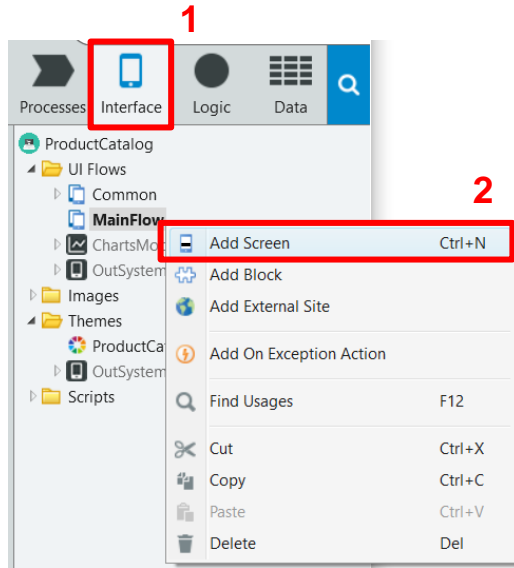 1
Processes Interface Logic Data
ProductCatalog
UI Flows
Common
2
MainFlow
ChartsMo
Add Screen Ctrl+N
OutSystem
Add Block
Images
Add External Site
Themes
ProductCa
Add On Exception Action
OutSystem
Scripts
Find Usages F12
Cut Ctrl+X
Copy Ctrl+C
Paste Ctrl+V
Delete Del